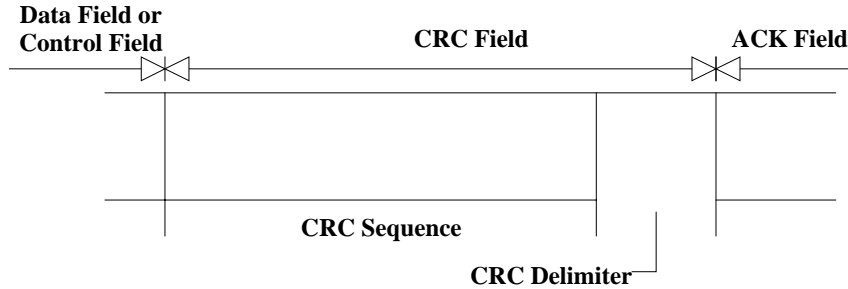 Data Field or
Control Field
CRC Field
ACK Field
CRC Sequence
CRC Delimiter